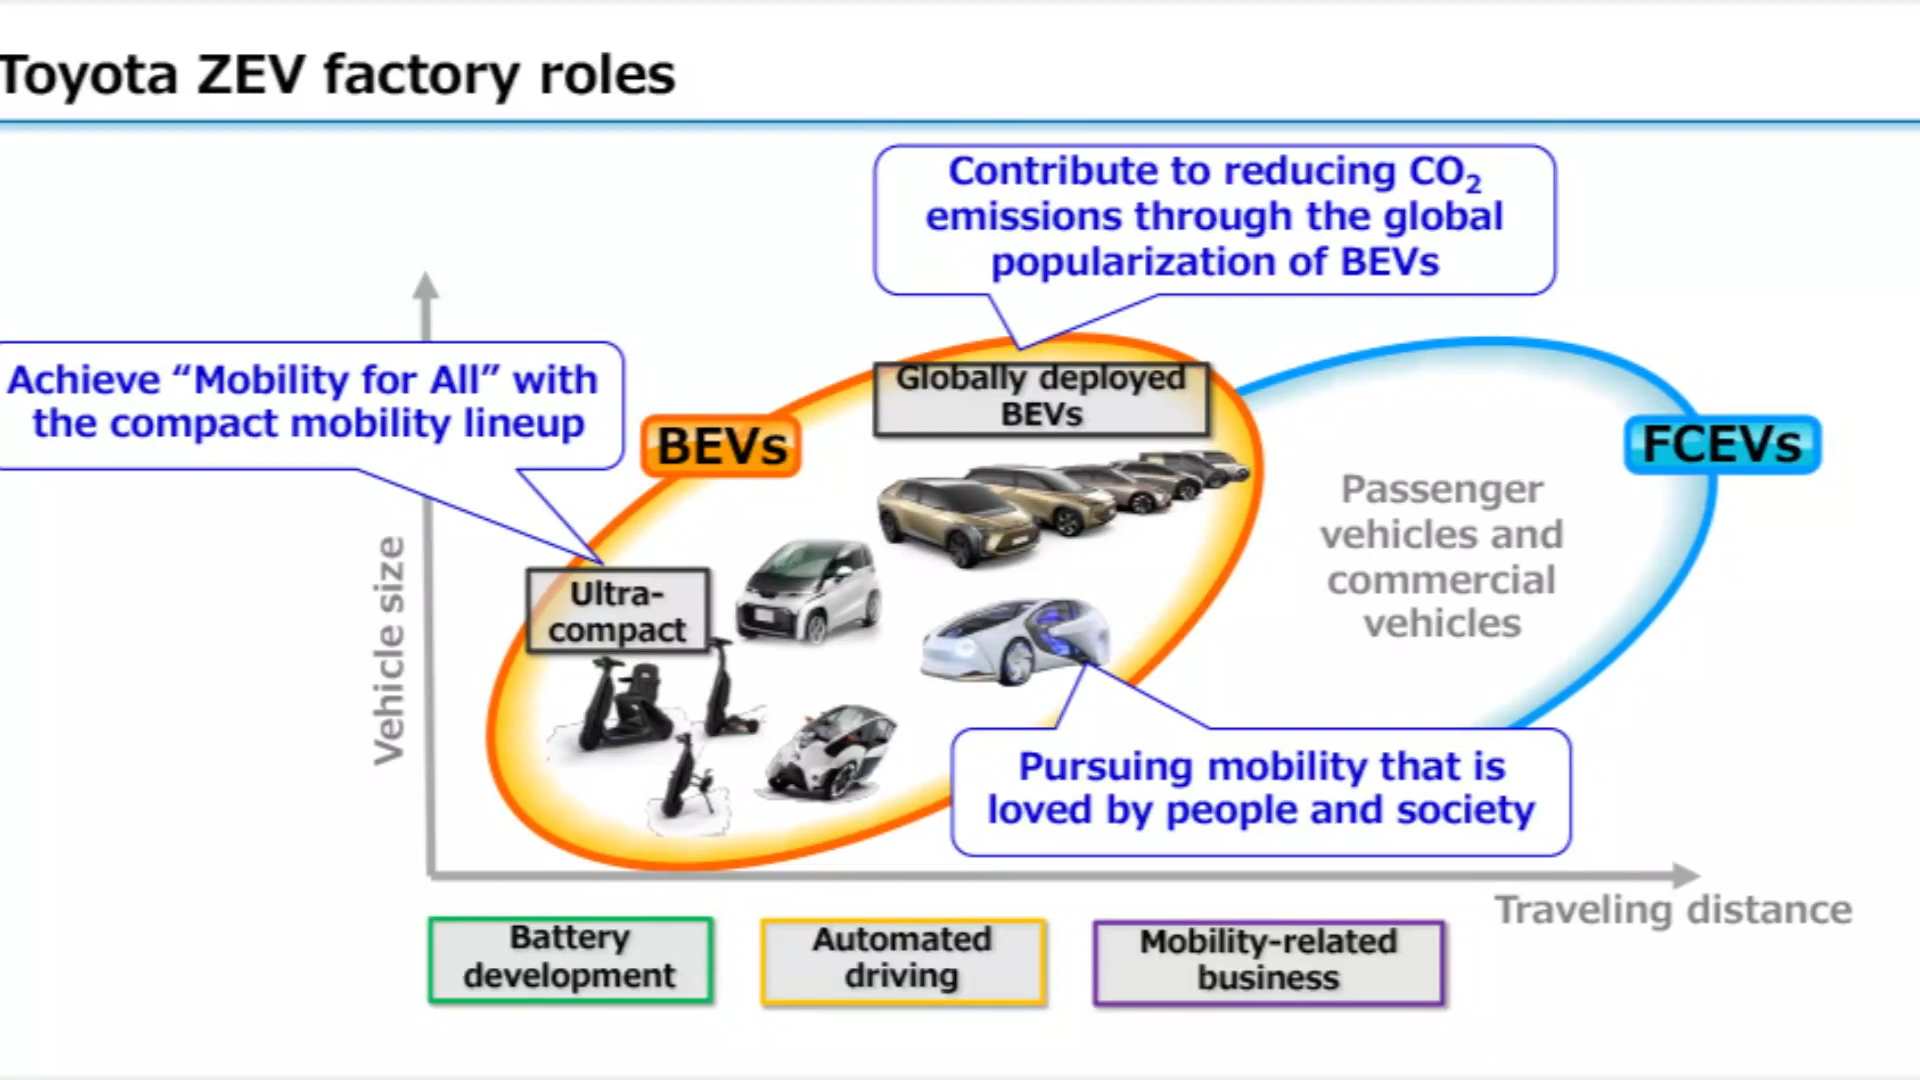 Toyota ZEV factory roles
Contribute to reducing CO₂
emissions through the global
popularization of BEVs
Achieve “Mobility for All” with
the compact mobility lineup
BEVs
Globally deployed
BEVs
FCEVs
Passenger
vehicles and
commercial
vehicles
Vehicle size
Ultra-
compact
Pursuing mobility that is
loved by people and society
Traveling distance
Battery
development
Automated
driving
Mobility-related
business